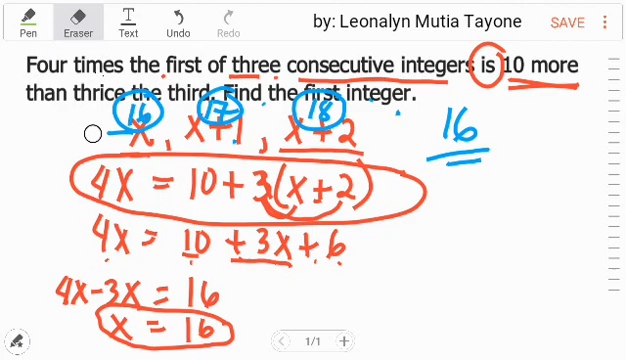 Pen
Eraser
Text
Undo
Redo
by: Leonalyn Mutia Tayone
Four times the first of three consecutive integers is 10 more
than thrice the third. Find the first integer.
16 17 18
x, x+1, x+2
16
4x = 10 + 3(x+2)
4x = 10 + 3x + 6
4x - 3x = 16
x = 16
1/1